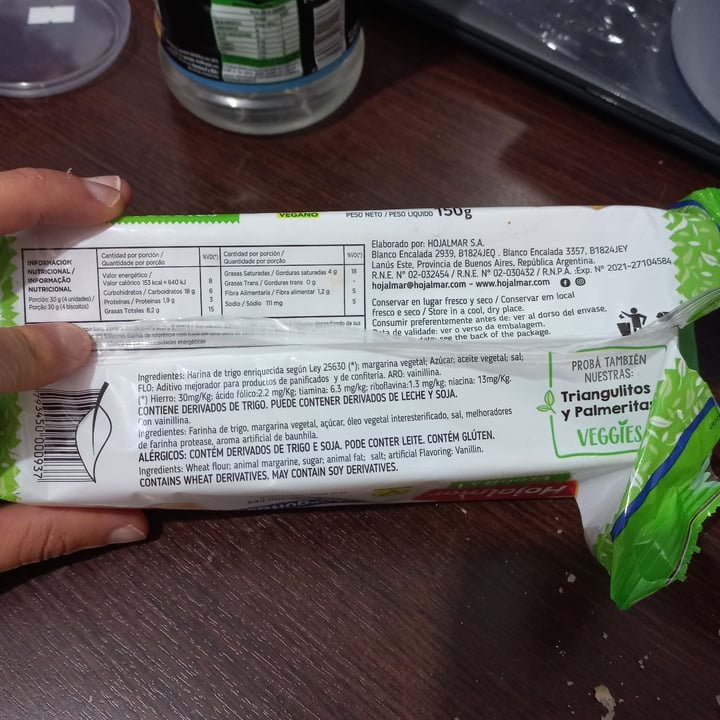 VEGANO
PESO NETO / PESO LIQUIDO 150g
INFORMACION
NUTRICIONAL /
INFORMAÇÃO
NUTRICIONAL
Porción: 30 g (4 unidades) /
Porção 30 g (4 biscoitos)
Cantidad por porción /
Quantidade por porção
%VD(*)
Valor energético /
Valor calórico 153 kcal = 640 kJ 8
Carbohidratos / Carboidratos 18 g 6
Proteínas / Proteínas 1,9 g 3
Grasas Totales 8,2 g 15
Cantidad por porción /
Quantidade por porção
%VD(*)
Grasas Saturadas / Gorduras saturadas 4 g 18
Grasas Trans / Gorduras trans 0 g -
Fibra Alimentaria / Fibra alimentar 1,2 g 5
Sodio / Sódio 111 mg 5
Elaborado por: HOJALMAR S.A.
Blanco Encalada 2939, B1824JEQ . Blanco Encalada 3357, B1824JEY
Lanús Este, Provincia de Buenos Aires, República Argentina.
R.N.E. N° 02-032454 / R.N.E. N° 02-030432 / R.N.P.A. :Exp. N° 2021-27104584
hojalmar@hojalmar.com - www.hojalmar.com
Conservar en lugar fresco y seco / Conservar em local
fresco e seco / Store in a cool, dry place.
Consumir preferentemente antes de: ver al dorso del envase.
de validade: ver o verso da embalagem.
see the back of the package.
Ingredientes: Harina de trigo enriquecida según Ley 25630 (*); margarina vegetal; Azúcar; aceite vegetal; sal;
FLO: Aditivo mejorador para productos de panificados y de confitería. ARO: vainillina.
(*) Hierro: 30mg/Kg; ácido fólico:2.2 mg/Kg; tiamina: 6.3 mg/Kg; riboflavina:1.3 mg/kg; niacina: 13mg/Kg.
CONTIENE DERIVADOS DE TRIGO. PUEDE CONTENER DERIVADOS DE LECHE Y SOJA.
Con vainillina.
Ingredientes: Farinha de trigo, margarina vegetal, açúcar, óleo vegetal interesterificado, sal, melhoradores
de farinha protease, aroma artificial de baunhila.
ALÉRGICOS: CONTÉM DERIVADOS DE TRIGO E SOJA. PODE CONTER LEITE. CONTÉM GLÚTEN.
Ingredients: Wheat flour; animal margarine, sugar; animal fat; salt; artificial Flavoring: Vanillin.
CONTAINS WHEAT DERIVATIVES. MAY CONTAIN SOY DERIVATIVES.
PROBÁ TAMBIÉN
NUESTRAS:
Triangulitos
y Palmeritas
VEGGIES
Hojalmar
VEGANO